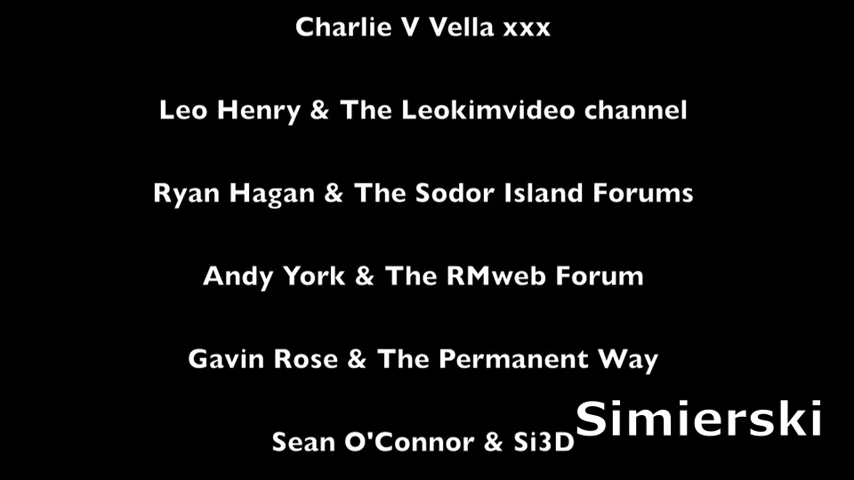 Charlie V Vella xxx
Leo Henry & The Leokimvideo channel
Ryan Hagan & The Sodor Island Forums
Andy York & The RMweb Forum
Gavin Rose & The Permanent Way
Simierski
Sean O'Connor & Si3D